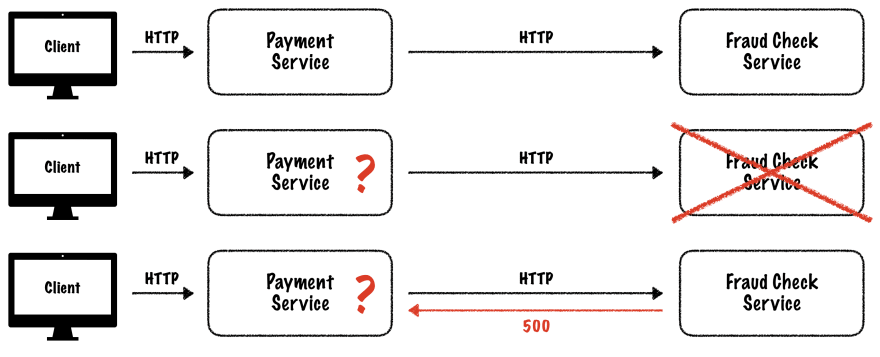 Client
HTTP
Payment
Service
HTTP
Fraud Check
Service
Client
HTTP
Payment
Service
?
HTTP
Fraud Check
Service
Client
HTTP
Payment
Service
?
HTTP
500
Fraud Check
Service